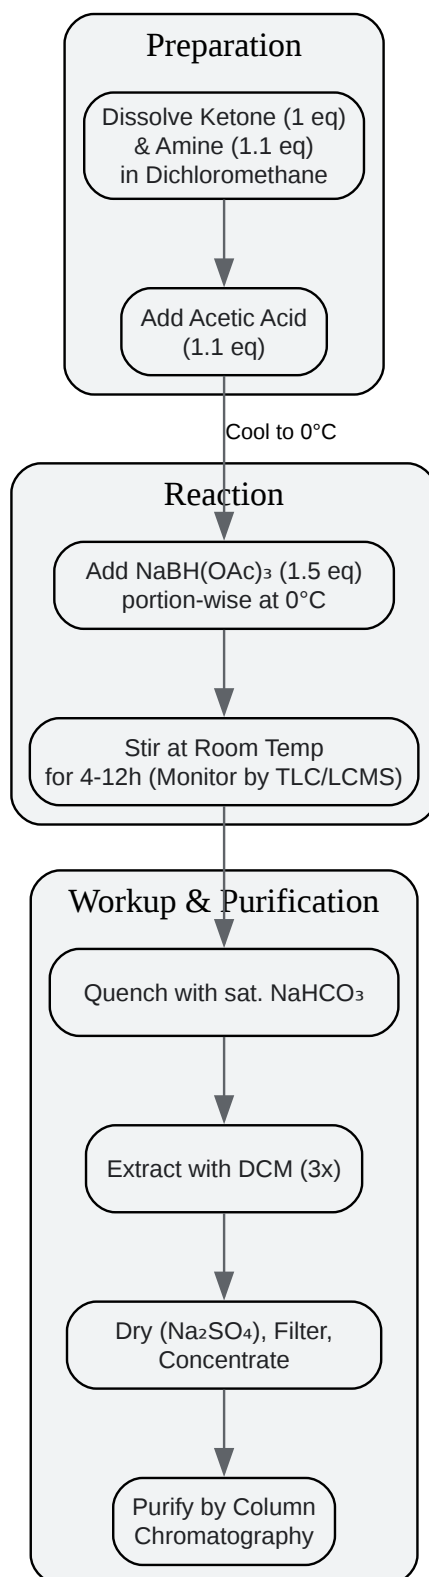 Preparation
Dissolve Ketone (1 eq)
& Amine (1.1 eq)
in Dichloromethane
Add Acetic Acid
(1.1 eq)
Cool to 0°C
Reaction
Add NaBH(OAc)₃ (1.5 eq)
portion-wise at 0°C
Stir at Room Temp
for 4-12h (Monitor by TLC/LCMS)
Workup & Purification
Quench with sat. NaHCO₃
Extract with DCM (3x)
Dry (Na₂SO₄), Filter,
Concentrate
Purify by Column
Chromatography